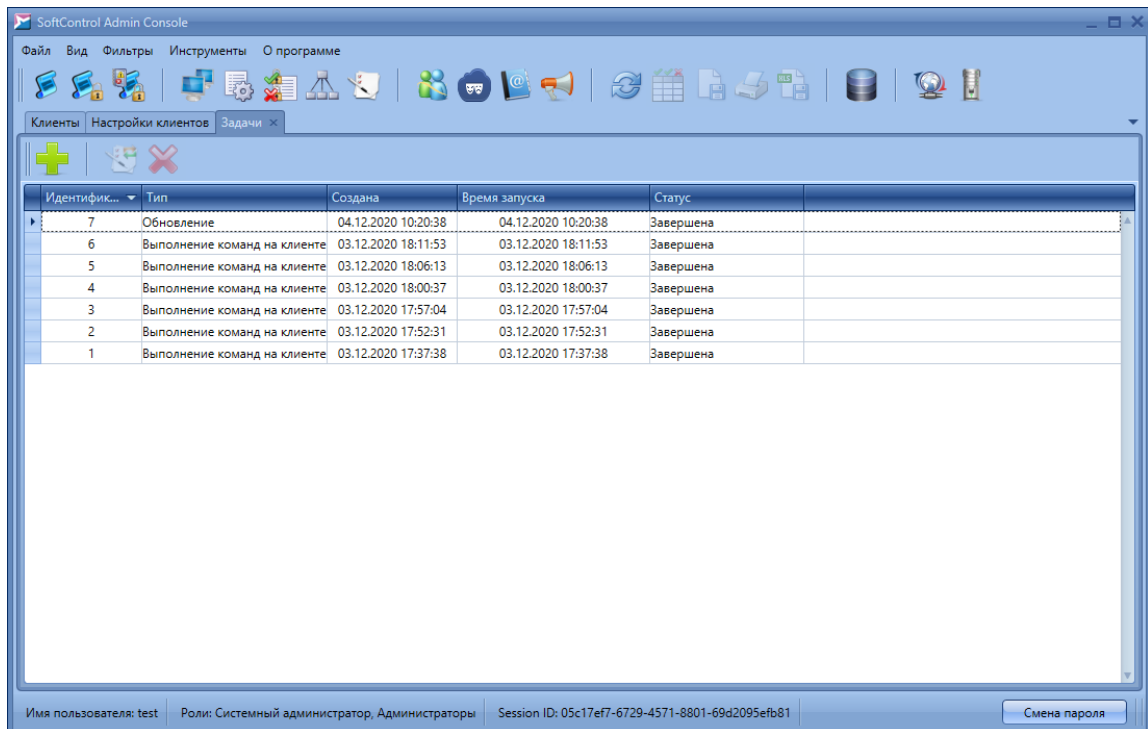 SoftControl Admin Console
Файл Вид Фильтры Инструменты О программе
Клиенты Настройки клиентов Задачи
Идентифик... Тип Создана Время запуска Статус
7 Обновление 04.12.2020 10:20:38 04.12.2020 10:20:38 Завершена
6 Выполнение команд на клиенте 03.12.2020 18:11:53 03.12.2020 18:11:53 Завершена
5 Выполнение команд на клиенте 03.12.2020 18:06:13 03.12.2020 18:06:13 Завершена
4 Выполнение команд на клиенте 03.12.2020 18:00:37 03.12.2020 18:00:37 Завершена
3 Выполнение команд на клиенте 03.12.2020 17:57:04 03.12.2020 17:57:04 Завершена
2 Выполнение команд на клиенте 03.12.2020 17:52:31 03.12.2020 17:52:31 Завершена
1 Выполнение команд на клиенте 03.12.2020 17:37:38 03.12.2020 17:37:38 Завершена
Имя пользователя: test Роли: Системный администратор, Администраторы Session ID: 05c17ef7-6729-4571-8801-69d2095efb81 Смена пароля